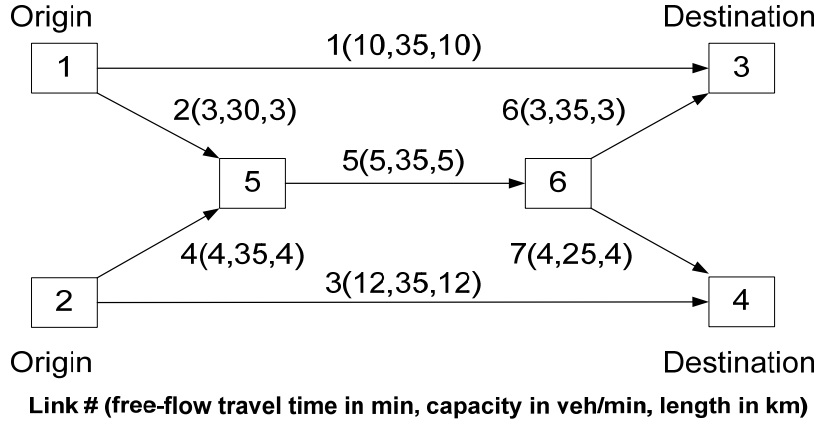 Origin
Destination
1
1(10,35,10)
3
2(3,30,3)
6(3,35,3)
5
5(5,35,5)
6
4(4,35,4)
7(4,25,4)
2
3(12,35,12)
4
Origin
Destination
Link # (free-flow travel time in min, capacity in veh/min, length in km)